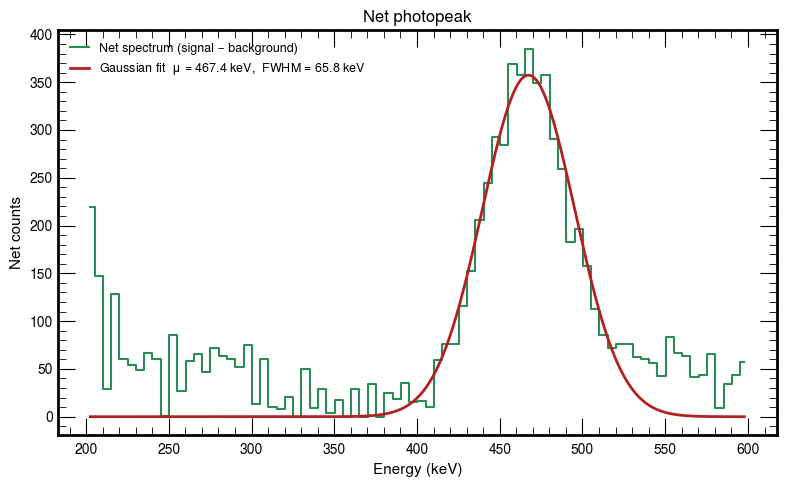 Net photopeak
Net spectrum (signal − background)
Gaussian fit  μ = 467.4 keV,  FWHM = 65.8 keV
Net counts
400
350
300
250
200
150
100
50
0
200 250 300 350 400 450 500 550 600
Energy (keV)